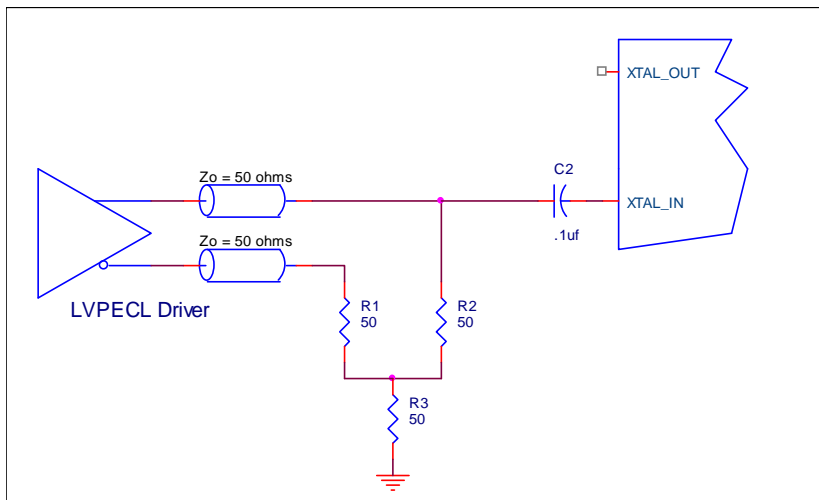 XTAL_OUT
Zo = 50 ohms
C2
XTAL_IN
.1uf
Zo = 50 ohms
LVPECL Driver
R1
50
R2
50
R3
50